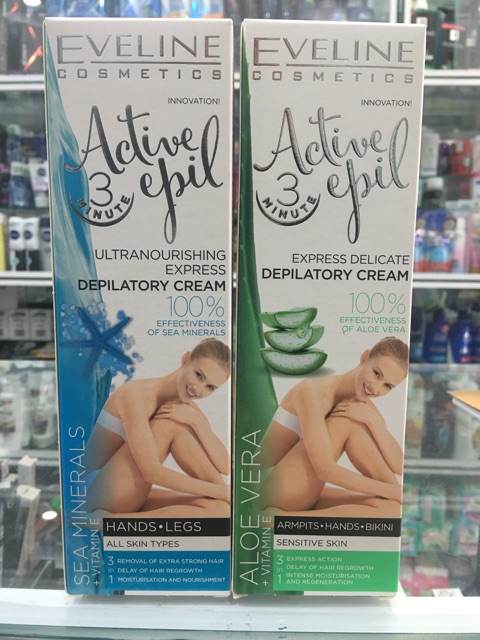 EVELINE
COSMETICS
INNOVATION!
Active
3
MINUTE
epil
ULTRANOURISHING
EXPRESS
DEPILATORY CREAM
100%
EFFECTIVENESS
OF SEA MINERALS
SEA MINERALS
+ VITAMIN E
HANDS•LEGS
ALL SKIN TYPES
3 in 1
REMOVAL OF EXTRA STRONG HAIR
DELAY OF HAIR REGROWTH
MOISTURISATION AND NOURISHMENT
EVELINE
COSMETICS
INNOVATION!
Active
3
MINUTE
epil
EXPRESS DELICATE
DEPILATORY CREAM
100%
EFFECTIVENESS
OF ALOE VERA
ALOE VERA
+ VITAMIN E
ARMPITS•HANDS•BIKINI
SENSITIVE SKIN
3 in 1
EXPRESS ACTION
DELAY OF HAIR REGROWTH
INTENSE MOISTURISATION
AND REGENERATION